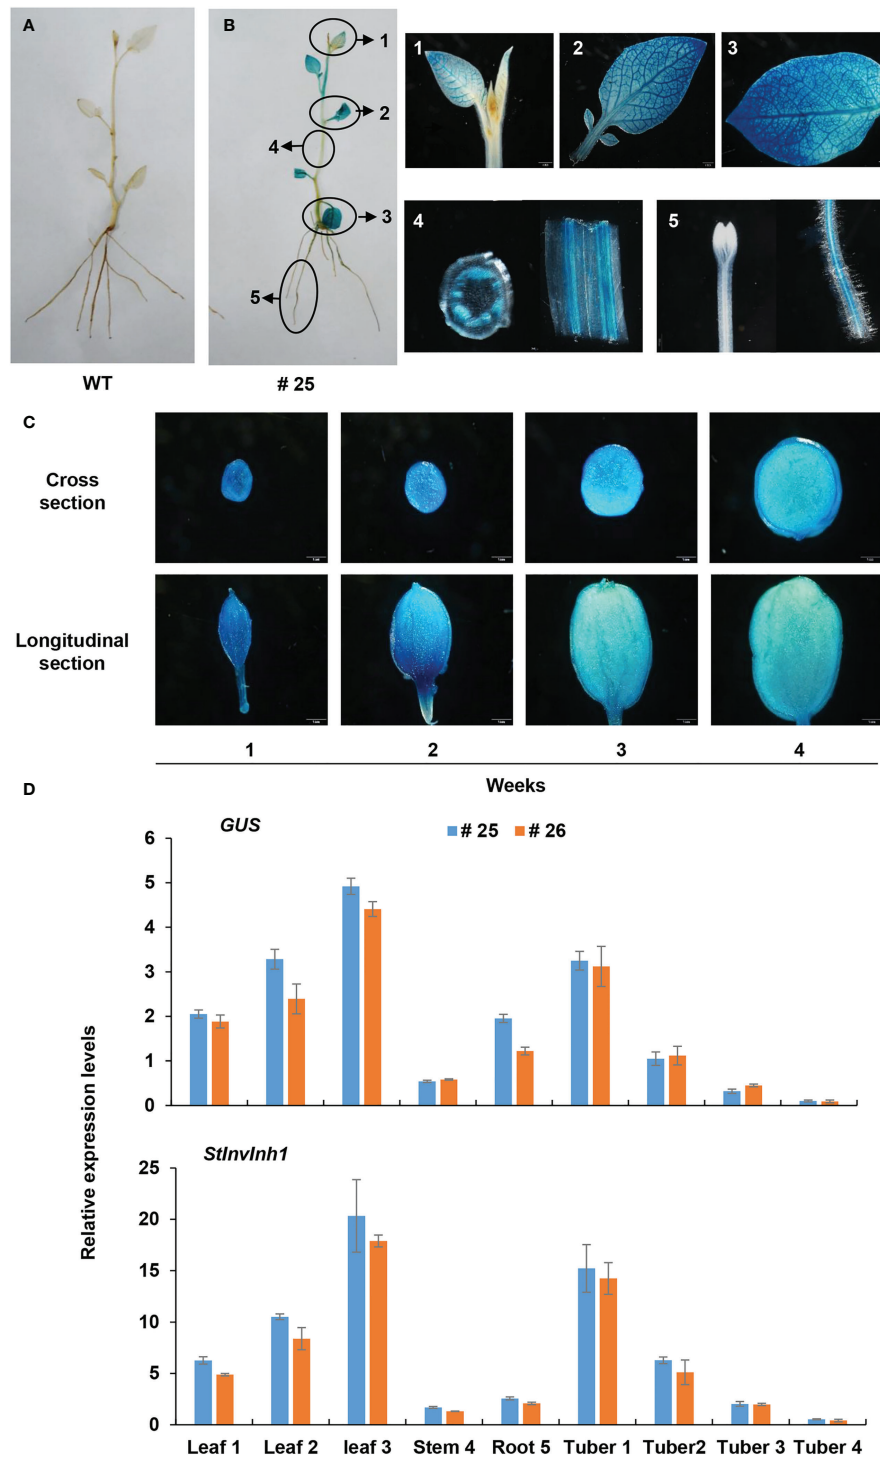 A
B
1
2
3
4
5
WT
# 25
1
2
3
4
5
C
Cross
section
Longitudinal
section
1 2 3 4
Weeks
D
GUS
# 25 # 26
6
5
4
3
2
1
0
Relative expression levels
StInvInh1
25
20
15
10
5
0
Leaf 1 Leaf 2 leaf 3 Stem 4 Root 5 Tuber 1 Tuber2 Tuber 3 Tuber 4